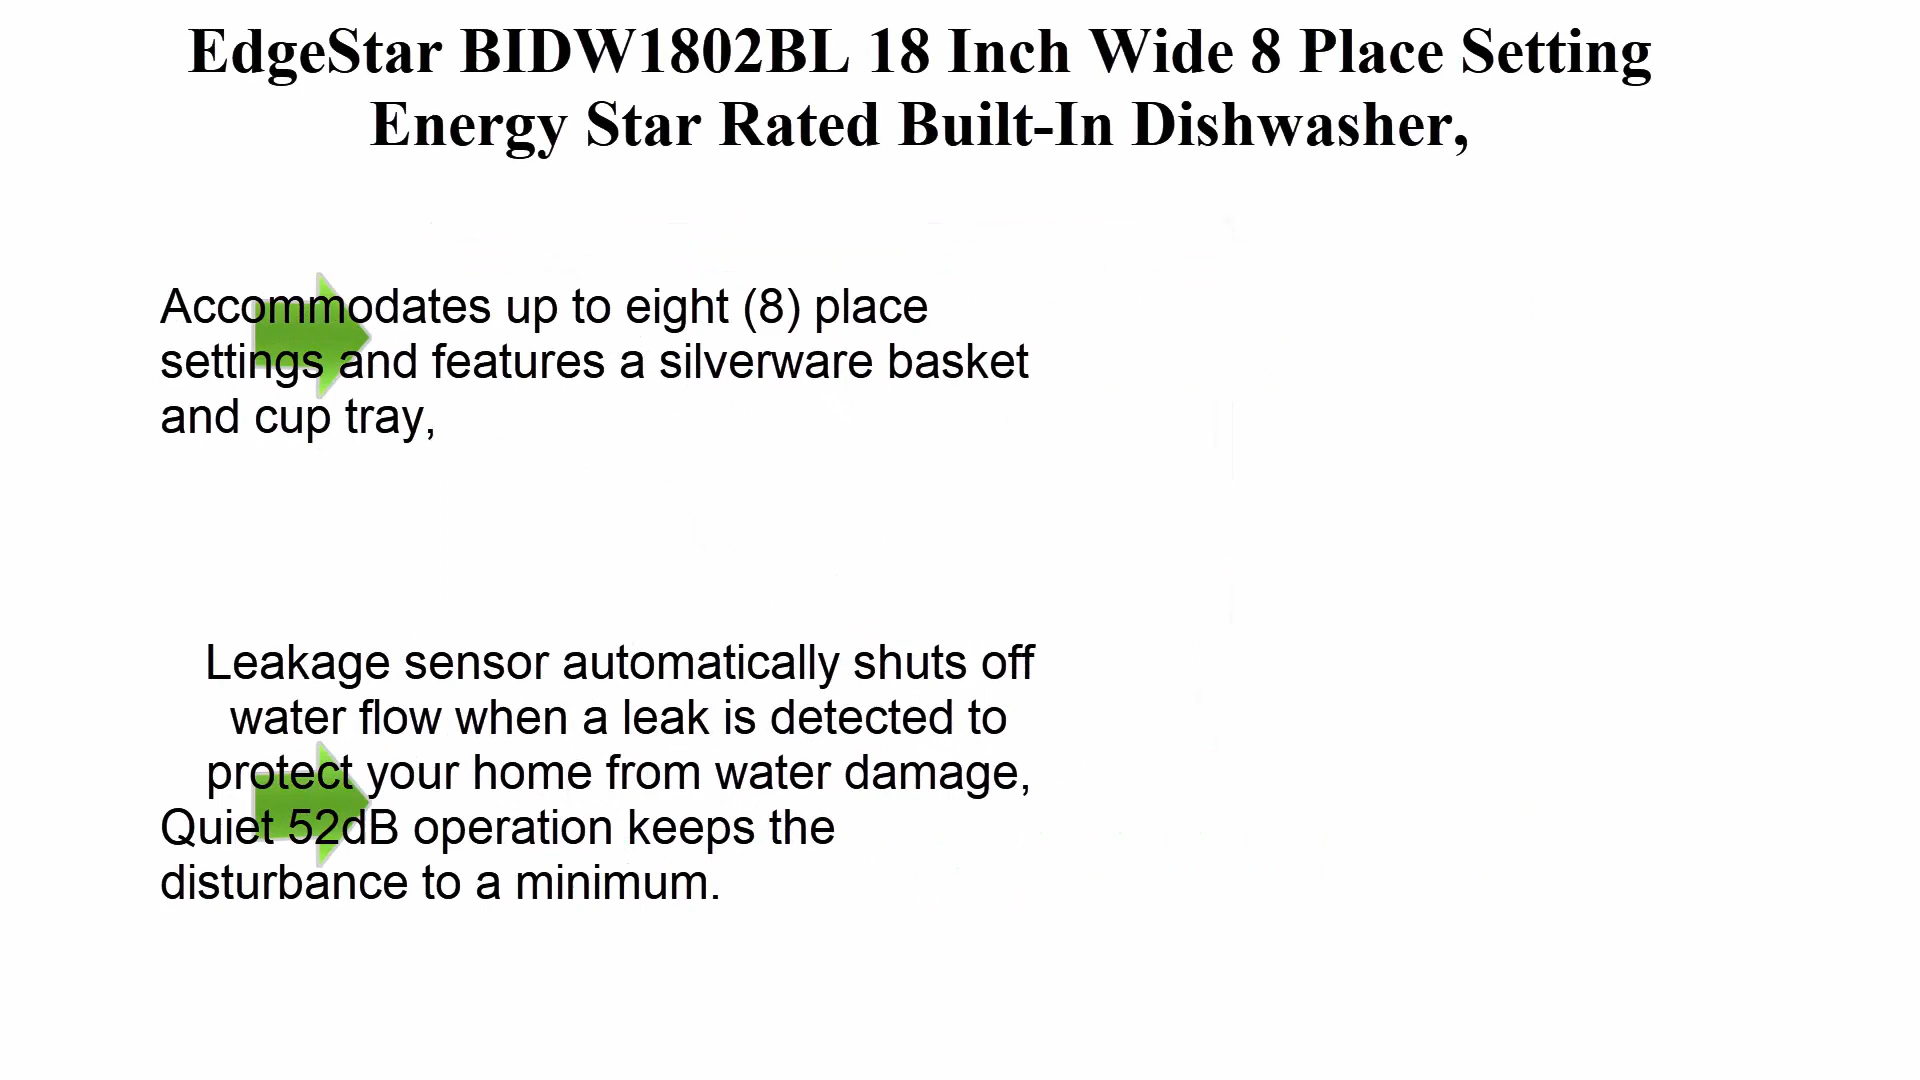 EdgeStar BIDW1802BL 18 Inch Wide 8 Place Setting
Energy Star Rated Built-In Dishwasher,
Accommodates up to eight (8) place
settings and features a silverware basket
and cup tray,
Leakage sensor automatically shuts off
water flow when a leak is detected to
protect your home from water damage,
Quiet 52dB operation keeps the
disturbance to a minimum.